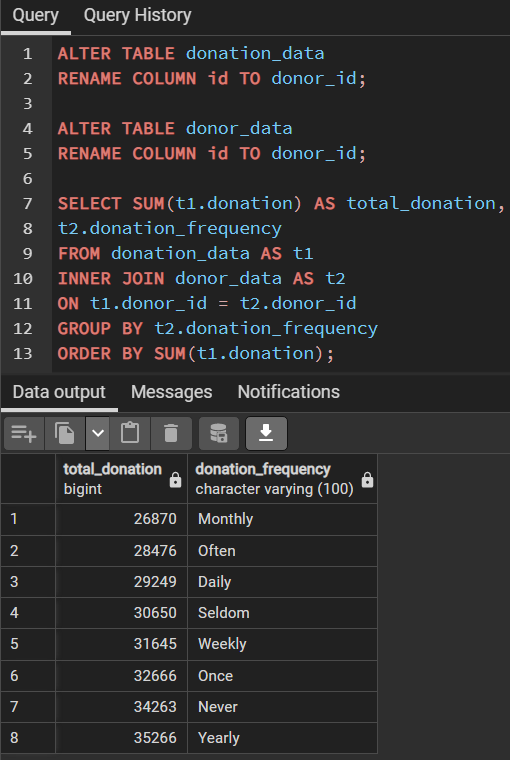 Query Query History
1 ALTER TABLE donation_data
2 RENAME COLUMN id TO donor_id;
3
4 ALTER TABLE donor_data
5 RENAME COLUMN id TO donor_id;
6
7 SELECT SUM(t1.donation) AS total_donation,
8 t2.donation_frequency
9 FROM donation_data AS t1
10 INNER JOIN donor_data AS t2
11 ON t1.donor_id = t2.donor_id
12 GROUP BY t2.donation_frequency
13 ORDER BY SUM(t1.donation);
Data output Messages Notifications
total_donation donation_frequency
bigint character varying (100)
1 26870 Monthly
2 28476 Often
3 29249 Daily
4 30650 Seldom
5 31645 Weekly
6 32666 Once
7 34263 Never
8 35266 Yearly